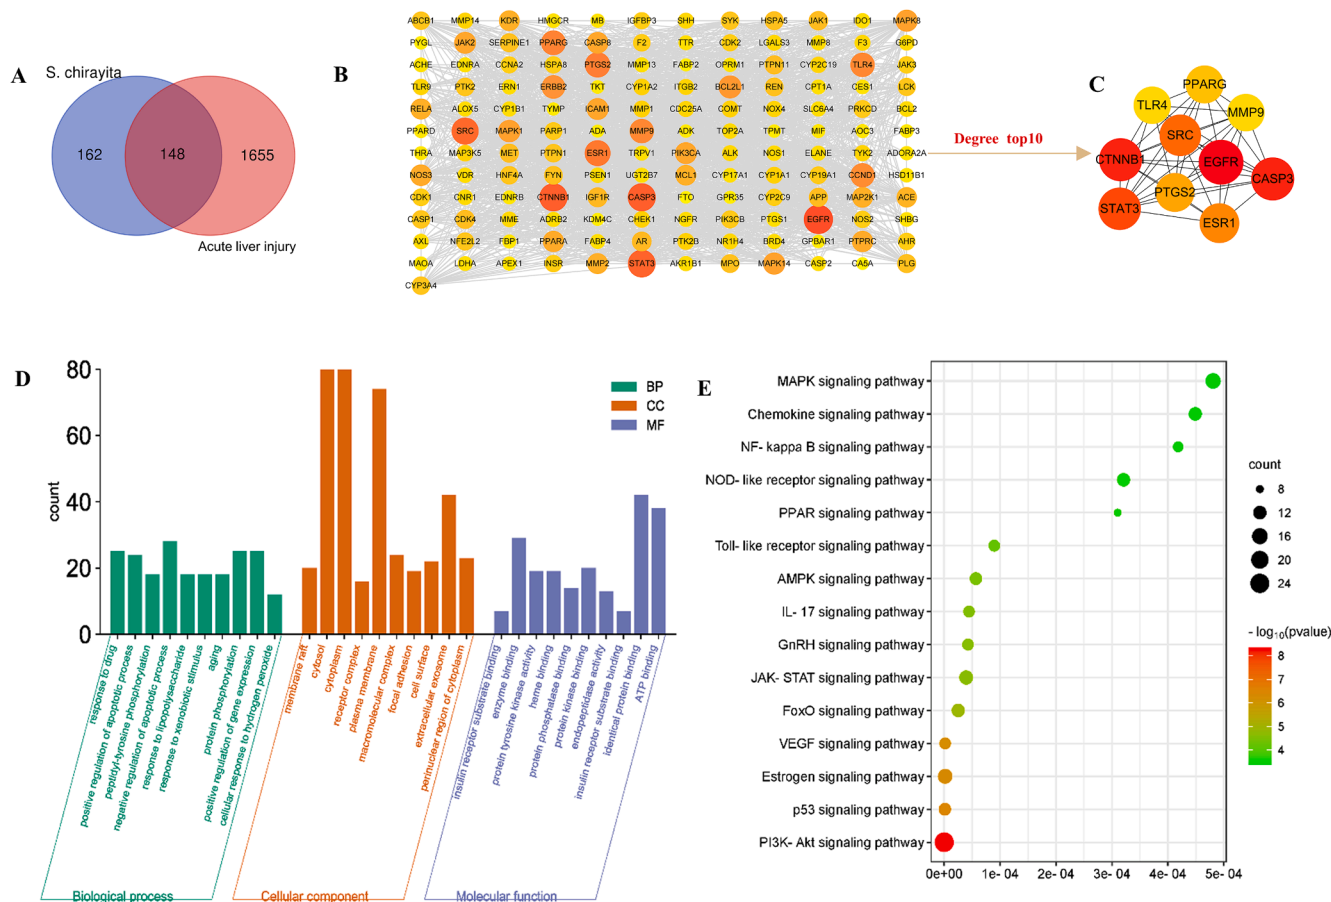 A
S. chirayita
162
148
1655
Acute liver injury
B
ABCB1 MMP14 KDR HMGCR MB IGFBP3 SHH SYK HSPA5 JAK1 IDO1 MAPK8
PYGL JAK2 SERPINE1 PPARG CASP8 F2 TTR CDK2 LGALS3 MMP8 F3 G6PD
ACHE EDNRA CCNA2 HSPA8 PTGS2 MMP13 FABP2 OPRM1 PTPN11 CYP2C19 TLR4 JAK3
TLR9 PTK2 ERN1 ERBB2 TKT CYP1A2 ITGB2 BCL2L1 REN CPT1A CES1 LCK
RELA ALOX5 CYP1B1 TYMP ICAM1 MMP1 CDC25A COMT NOX4 SLC6A4 PRKCD BCL2
PPARD SRC MAPK1 PARP1 ADA MMP9 ADK TOP2A TPMT MIF AOC3 FABP3
THRA MAP3K5 MET PTPN1 ESR1 TRPV1 PIK3CA ALK NOS1 ELANE TYK2 ADORA2A
NOS3 VDR HNF4A FYN PSEN1 UGT2B7 MCL1 CYP17A1 CYP1A1 CYP19A1 CCND1 HSD11B1
CDK1 CNR1 EDNRB CTNNB1 IGF1R CASP3 FTO GPR35 CYP2C9 APP MAP2K1 ACE
CASP1 CDK4 MME ADRB2 KDM4C CHEK1 NGFR PIK3CB PTGS1 EGFR NOS2 SHBG
AXL NFE2L2 FBP1 PPARA FABP4 AR PTK2B NR1H4 BRD4 GPBAR1 PTPRC AHR
MAOA LDHA APEX1 INSR MMP2 STAT3 AKR1B1 MPO MAPK14 CASP2 CA5A PLG
CYP3A4
Degree top10
C
PPARG
TLR4
MMP9
SRC
CTNNB1
EGFR
CASP3
PTGS2
STAT3
ESR1
D
80
60
40
20
0
count
BP
CC
MF
response to drug
positive regulation of apoptotic process
peptidyl-tyrosine phosphorylation
negative regulation of apoptotic process
response to lipopolysaccharide
response to xenobiotic stimulus
aging
protein phosphorylation
positive regulation of gene expression
cellular response to hydrogen peroxide
membrane raft
cytosol
cytoplasm
receptor complex
plasma membrane
macromolecular complex
focal adhesion
cell surface
extracellular exosome
perinuclear region of cytoplasm
insulin receptor substrate binding
enzyme binding
protein tyrosine kinase activity
heme binding
protein phosphatase binding
protein kinase binding
endopeptidase activity
insulin receptor substrate binding
identical protein binding
ATP binding
Biological process
Cellular component
Molecular function
E
MAPK signaling pathway
Chemokine signaling pathway
NF- kappa B signaling pathway
NOD- like receptor signaling pathway
PPAR signaling pathway
Toll- like receptor signaling pathway
AMPK signaling pathway
IL- 17 signaling pathway
GnRH signaling pathway
JAK- STAT signaling pathway
FoxO signaling pathway
VEGF signaling pathway
Estrogen signaling pathway
p53 signaling pathway
PI3K- Akt signaling pathway
0e+00 1e- 04 2e- 04 3e- 04 4e- 04 5e- 04
count
8
12
16
20
24
- log10(pvalue)
8
7
6
5
4